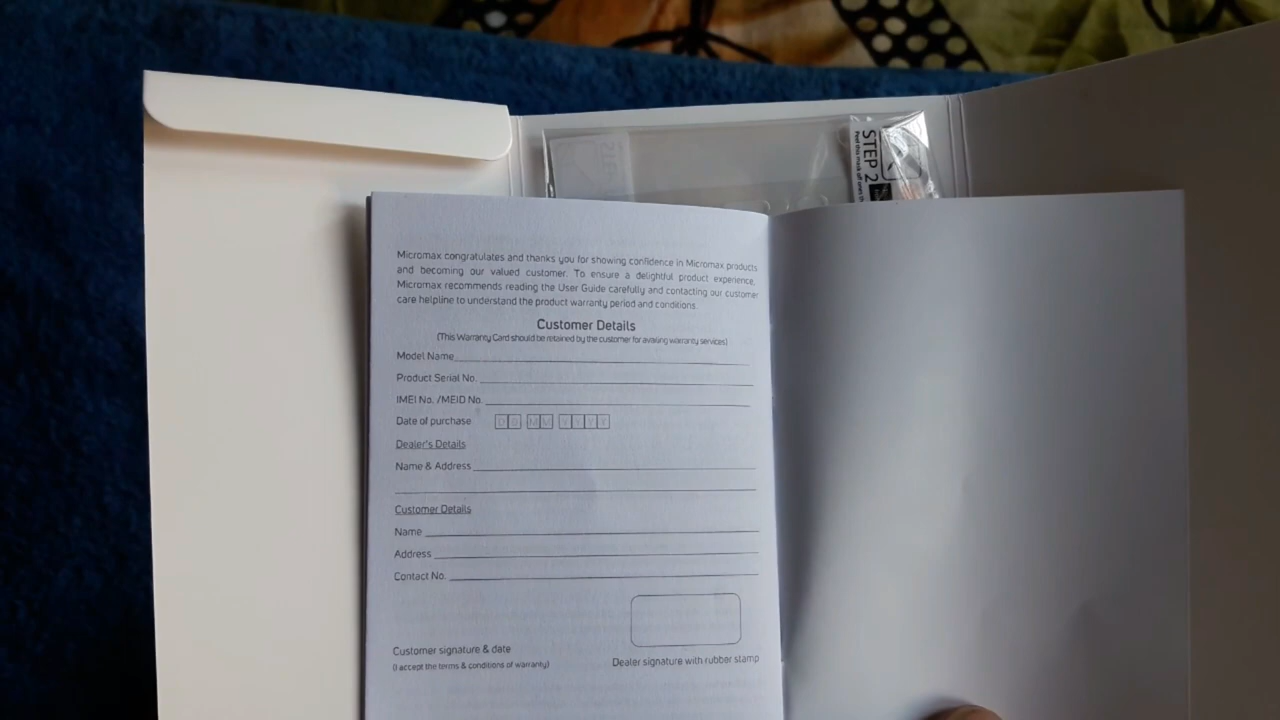 STEP 2
Micromax congratulates and thanks you for showing confidence in Micromax products
and becoming our valued customer. To ensure a delightful product experience,
Micromax recommends reading the User Guide carefully and contacting our customer
care helpline to understand the product warranty period and conditions.
Customer Details
(This Warranty Card should be retained by the customer for availing warranty services)
Model Name
Product Serial No.
IMEI No. /MEID No.
Date of purchase D D M M Y Y Y Y
Dealer's Details
Name & Address
Customer Details
Name
Address
Contact No.
Customer signature & date
(I accept the terms & conditions of warranty)
Dealer signature with rubber stamp